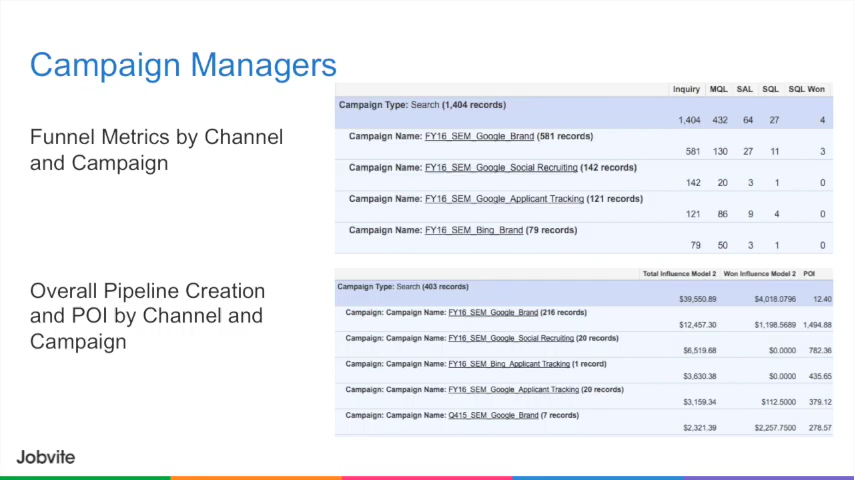 Campaign Managers
Funnel Metrics by Channel
and Campaign
Inquiry MQL SAL SQL SQL Won
Campaign Type: Search (1,404 records)
1,404 432 64 27 4
Campaign Name: FY16_SEM_Google_Brand (581 records)
581 130 27 11 3
Campaign Name: FY16_SEM_Google_Social Recruiting (142 records)
142 20 3 1 0
Campaign Name: FY16_SEM_Google_Applicant Tracking (121 records)
121 86 9 4 0
Campaign Name: FY16_SEM_Bing_Brand (79 records)
79 50 3 1 0
Overall Pipeline Creation
and POI by Channel and
Campaign
Total Influence Model 2 Won Influence Model 2 POI
Campaign Type: Search (403 records)
$39,550.89 $4,018.0796 12.40
Campaign: Campaign Name: FY16_SEM_Google_Brand (216 records)
$12,457.30 $1,198.5689 1,494.88
Campaign: Campaign Name: FY16_SEM_Google_Social Recruiting (20 records)
$6,519.68 $0.0000 782.36
Campaign: Campaign Name: FY16_SEM_Bing_Applicant Tracking (1 record)
$3,630.38 $0.0000 435.65
Campaign: Campaign Name: FY16_SEM_Google_Applicant Tracking (20 records)
$3,159.34 $112.5000 379.12
Campaign: Campaign Name: Q415_SEM_Google_Brand (7 records)
$2,321.39 $2,257.7500 278.57
Jobvite